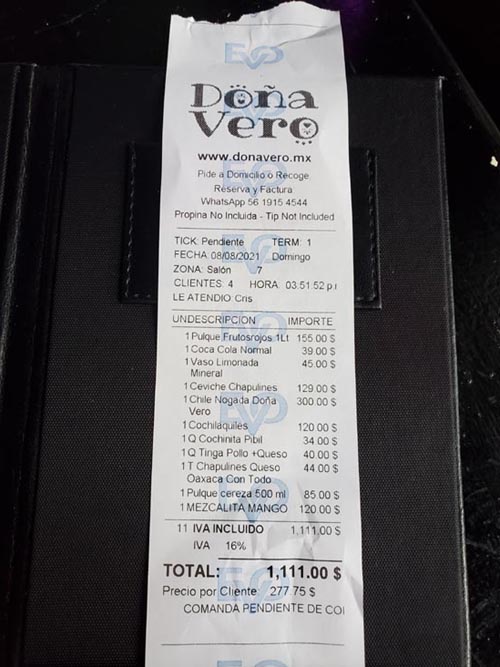 EVO
Doña
Vero
www.donavero.mx
Pide a Domicilio o Recoge
Reserva y Factura
WhatsApp 56 1915 4544
Propina No Incluida - Tip Not Included
TICK. Pendiente TERM: 1
FECHA: 08/08/2021 Domingo
ZONA: Salón 7
CLIENTES: 4 HORA 03:51:52 p.
LE ATENDIO Cris
UNDESCRIPCION IMPORTE
1 Pulque Frutosrojos 1Lt 155.00 $
1 Coca Cola Normal 39.00 $
1 Vaso Limonada 45.00 $
Mineral
1 Ceviche Chapulines 129.00 $
1 Chile Nogada Doña 300.00 $
Vero
1 Cochilaquiles 120.00 $
1 Q Cochinita Pibil 34.00 $
1 Q Tinga Pollo +Queso 40.00 $
1 T Chapulines Queso 44.00 $
Oaxaca Con Todo
1 Pulque cereza 500 ml 85.00 $
1 MEZCALITA MANGO 120.00 $
11 IVA INCLUIDO 1,111.00 $
IVA 16%
TOTAL: 1,111.00 $
Precio por Cliente: 277.75 $
COMANDA PENDIENTE DE CO